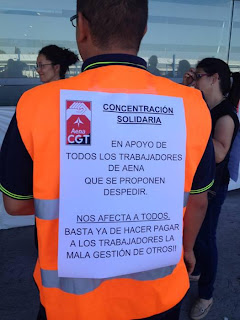 Aena
CGT
CONCENTRACIÓN
SOLIDARIA
EN APOYO DE
TODOS LOS TRABAJADORES
DE AENA
QUE SE PROPONEN
DESPEDIR.
NOS AFECTA A TODOS.
BASTA YA DE HACER PAGAR
A LOS TRABAJADORES LA
MALA GESTIÓN DE OTROS!!